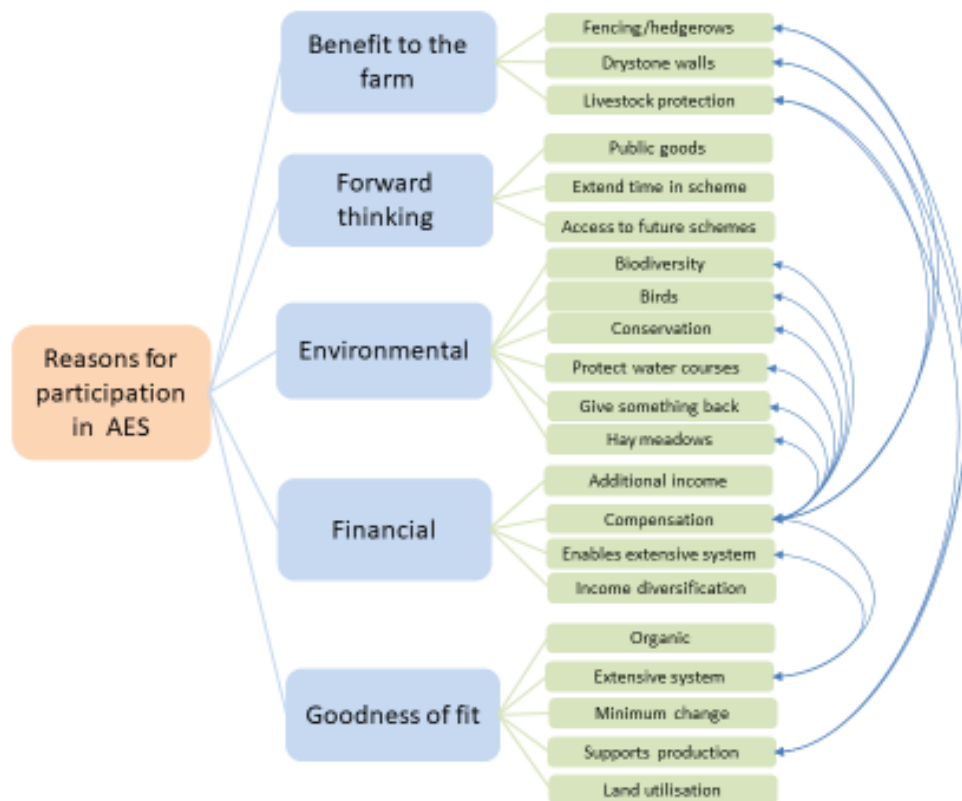 Reasons for
participation
in AES
Benefit to the
farm
Fencing/hedgerows
Drystone walls
Livestock protection
Forward
thinking
Public goods
Extend time in scheme
Access to future schemes
Environmental
Biodiversity
Birds
Conservation
Protect water courses
Give something back
Hay meadows
Financial
Additional income
Compensation
Enables extensive system
Income diversification
Goodness of fit
Organic
Extensive system
Minimum change
Supports production
Land utilisation